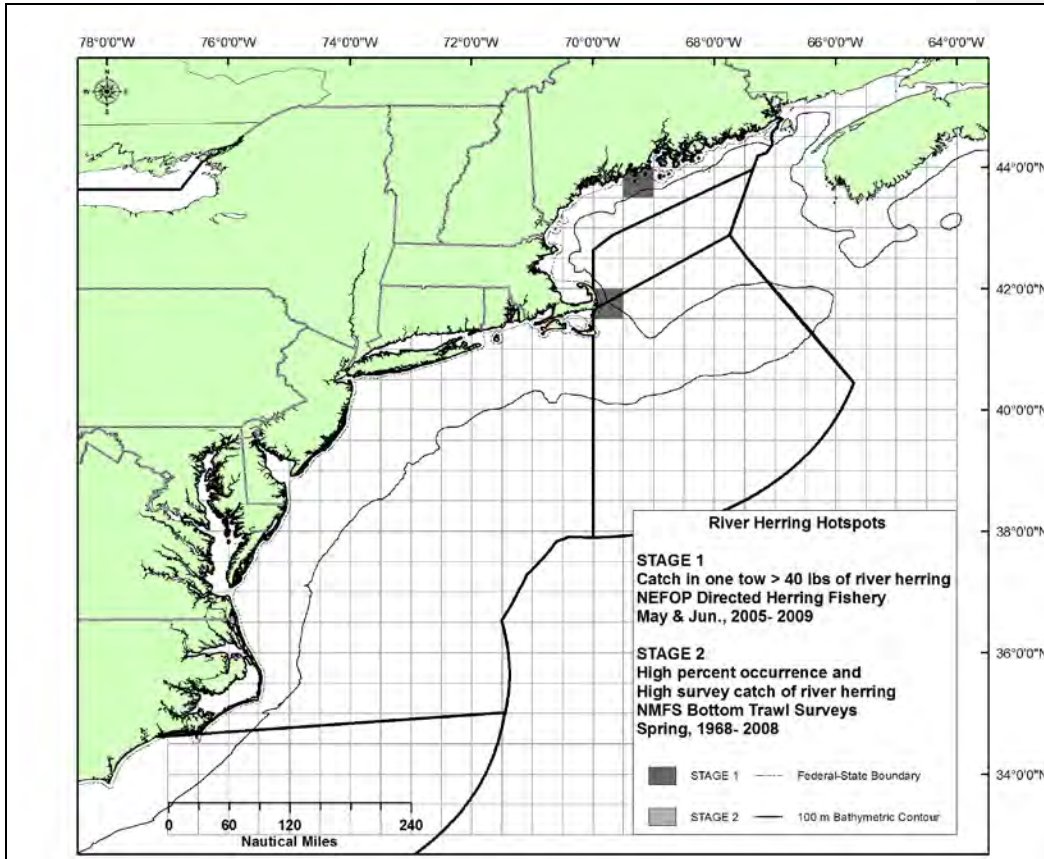 78°0'0"W 76°0'0"W 74°0'0"W 72°0'0"W 70°0'0"W 68°0'0"W 66°0'0"W 64°0'0"W
N
W E
S
44°0'0"N
42°0'0"N
40°0'0"N
38°0'0"N
36°0'0"N
34°0'0"N
River Herring Hotspots
STAGE 1
Catch in one tow > 40 lbs of river herring
NEFOP Directed Herring Fishery
May & Jun., 2005- 2009
STAGE 2
High percent occurrence and
High survey catch of river herring
NMFS Bottom Trawl Surveys
Spring, 1968- 2008
STAGE 1 Federal-State Boundary
STAGE 2 100 m Bathymetric Contour
0 60 120 240
Nautical Miles